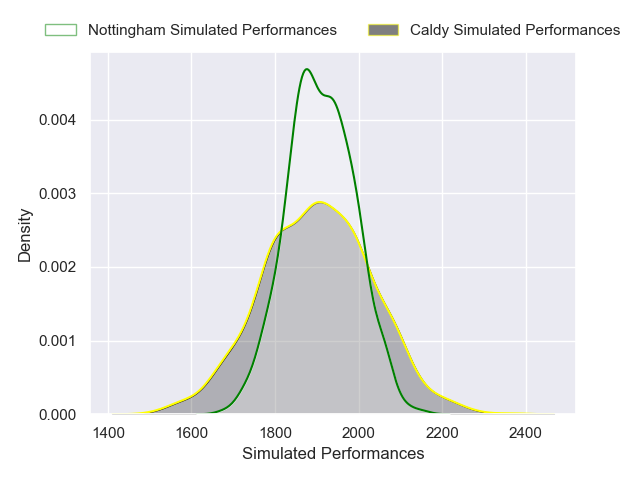 Nottingham Simulated Performances Caldy Simulated Performances
0.004
0.003
0.002
0.001
0.000
Density
1400 1600 1800 2000 2200 2400
Simulated Performances